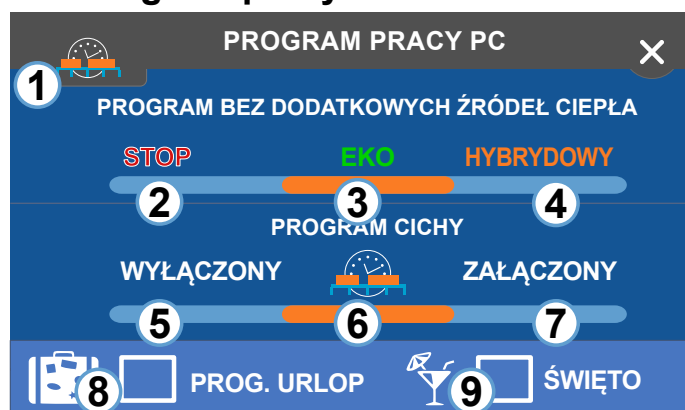 PROGRAM PRACY PC
1
PROGRAM BEZ DODATKOWYCH ŹRÓDEŁ CIEPŁA
STOP EKO HYBRYDOWY
2 3 4
PROGRAM CICHY
WYŁĄCZONY ZAŁĄCZONY
5 6 7
8 PROG. URLOP 9 ŚWIĘTO